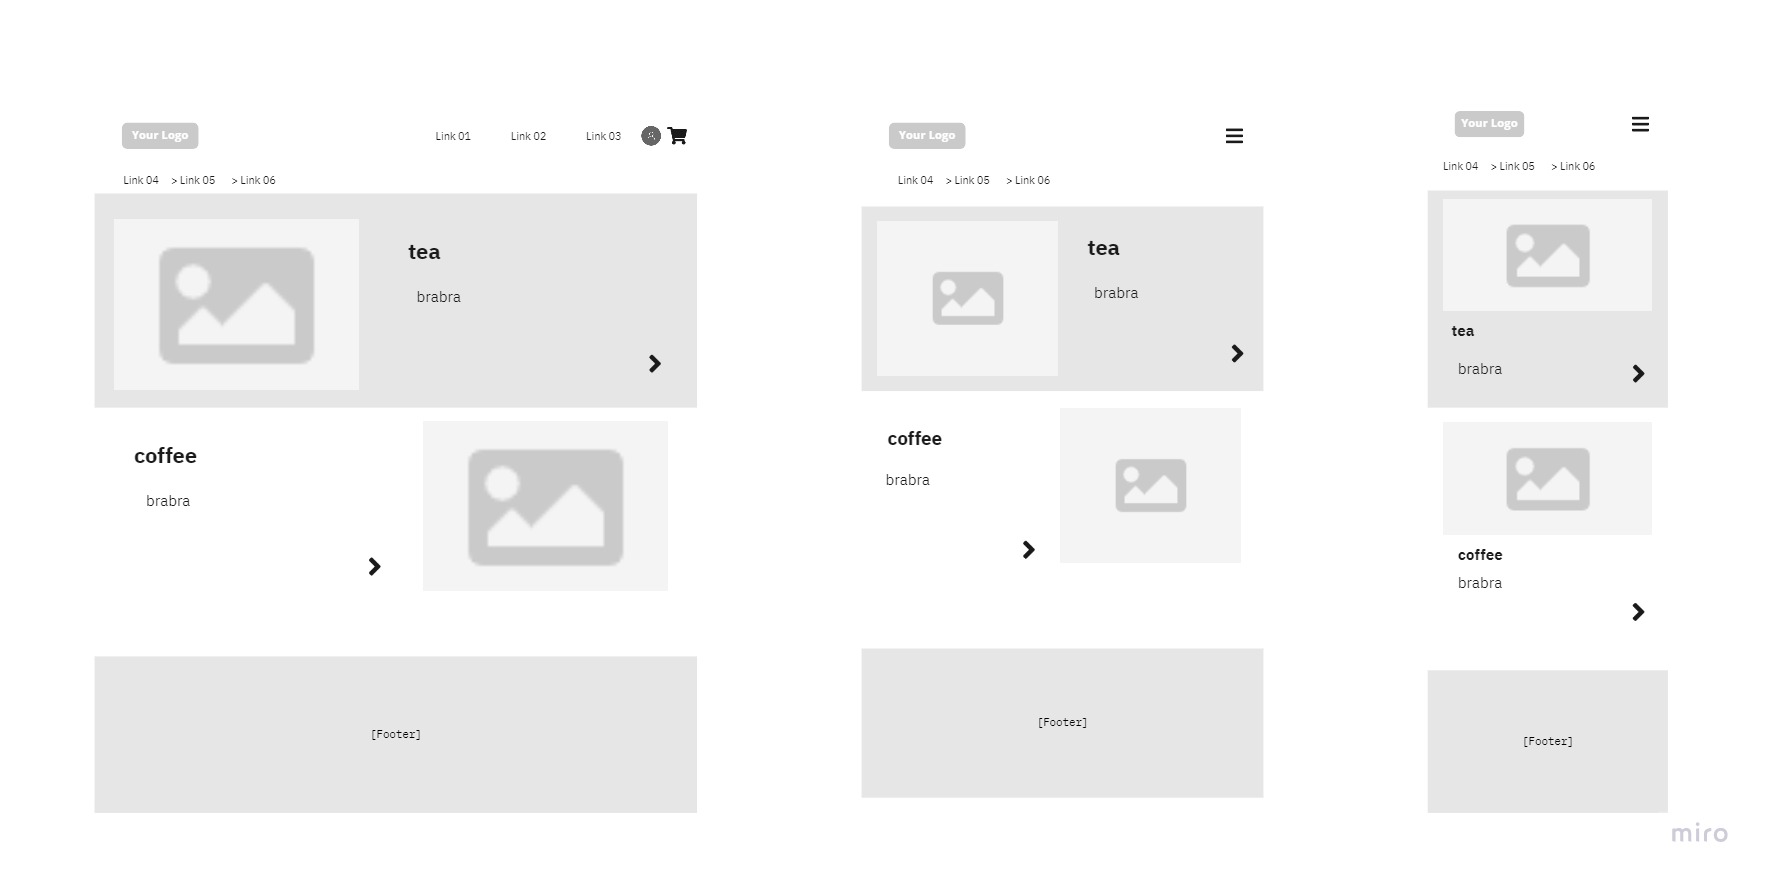 Your Logo
Link 01
Link 02
Link 03
Link 04 > Link 05 > Link 06
tea
brabra
coffee
brabra
[Footer]
Your Logo
Link 04 > Link 05 > Link 06
tea
brabra
coffee
brabra
[Footer]
Your Logo
Link 04 > Link 05 > Link 06
tea
brabra
coffee
brabra
[Footer]
miro